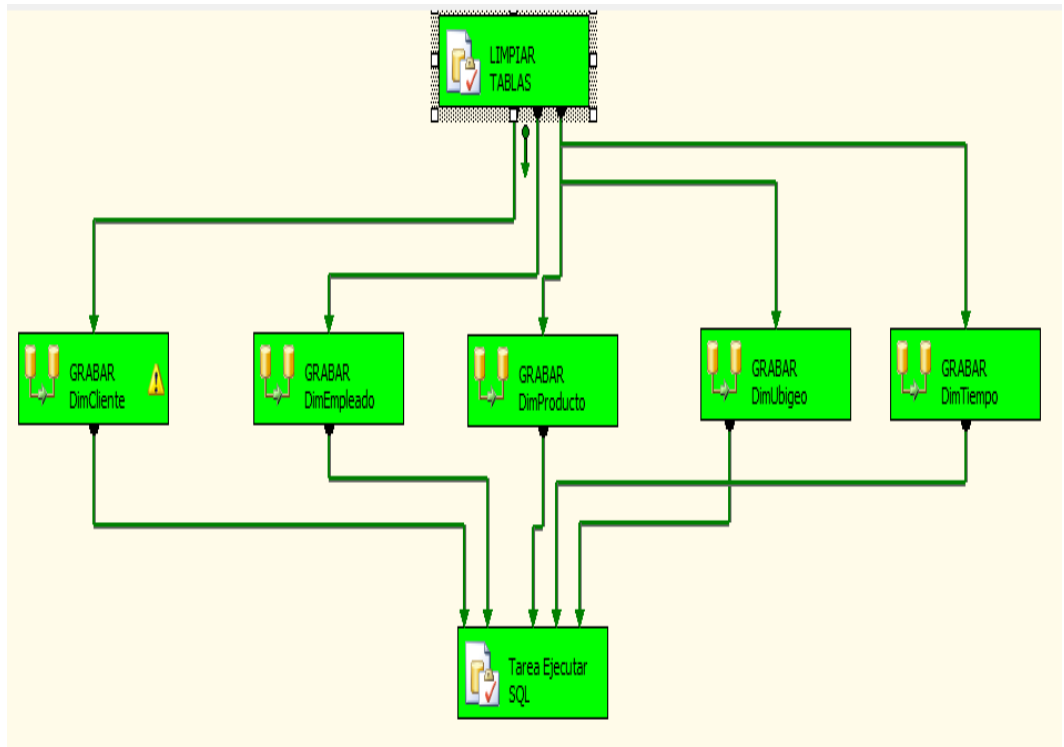 LIMPIAR
TABLAS
GRABAR
DimCliente
GRABAR
DimEmpleado
GRABAR
DimProducto
GRABAR
DimUbigeo
GRABAR
DimTiempo
Tarea Ejecutar
SQL